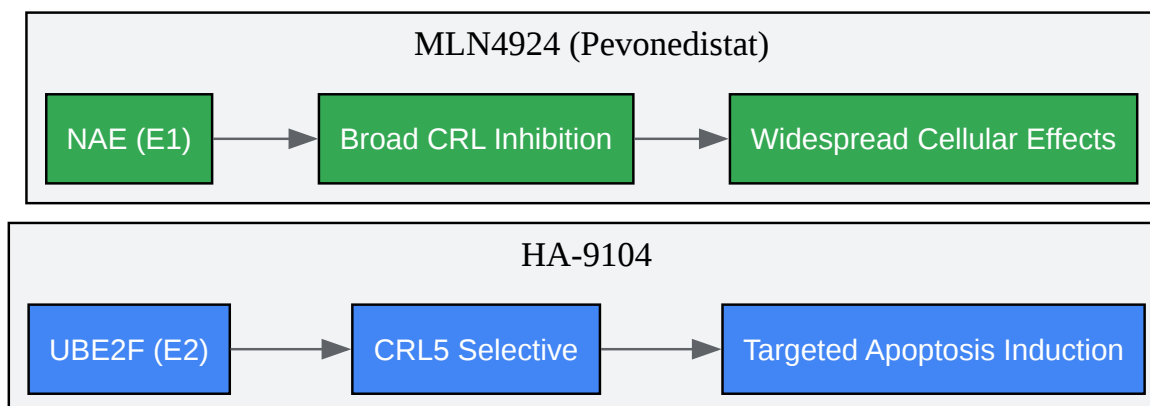 MLN4924 (Pevonedistat)
NAE (E1)
Broad CRL Inhibition
Widespread Cellular Effects
HA-9104
UBE2F (E2)
CRL5 Selective
Targeted Apoptosis Induction